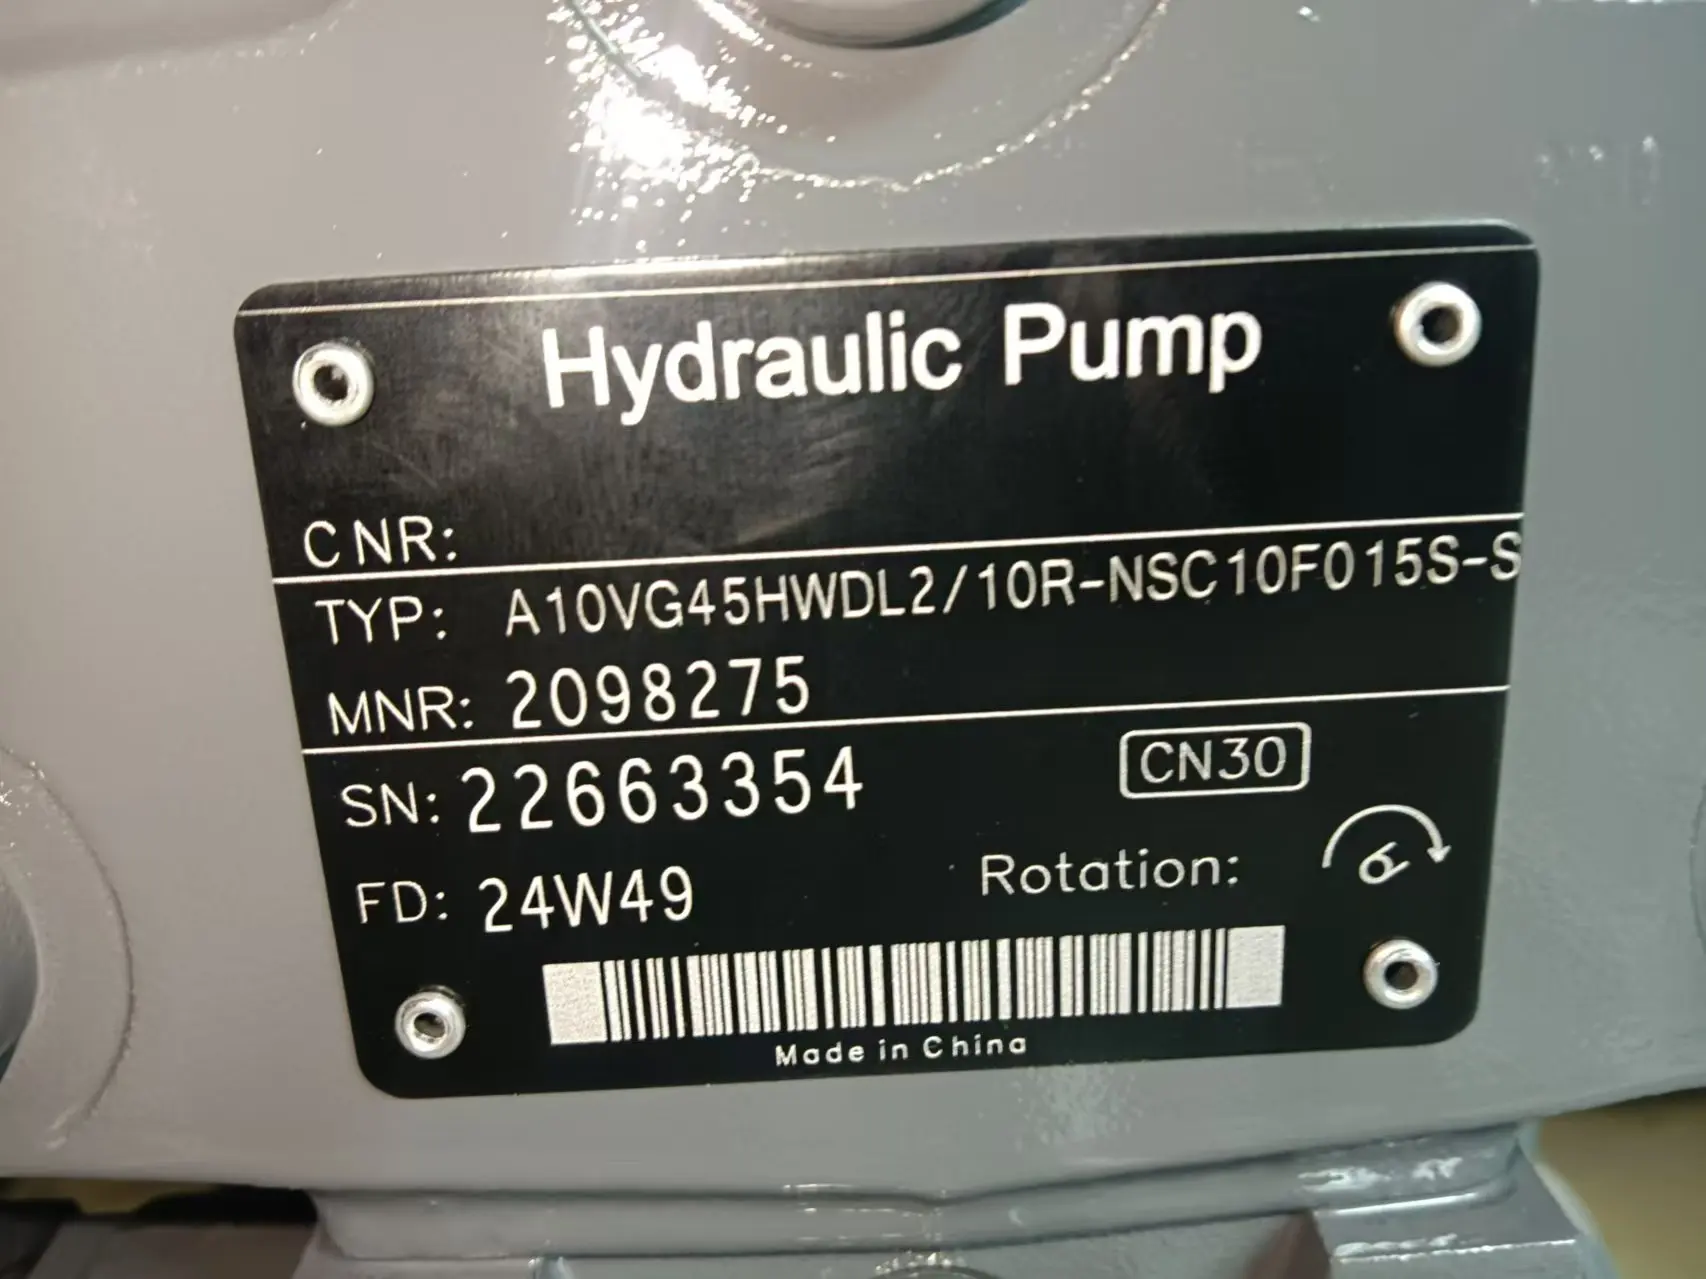 Hydraulic Pump
CNR:
TYP: A10VG45HWDL2/10R-NSC10F015S-S
MNR: 2098275
SN: 22663354
CN30
FD: 24W49
Rotation:
Made in China